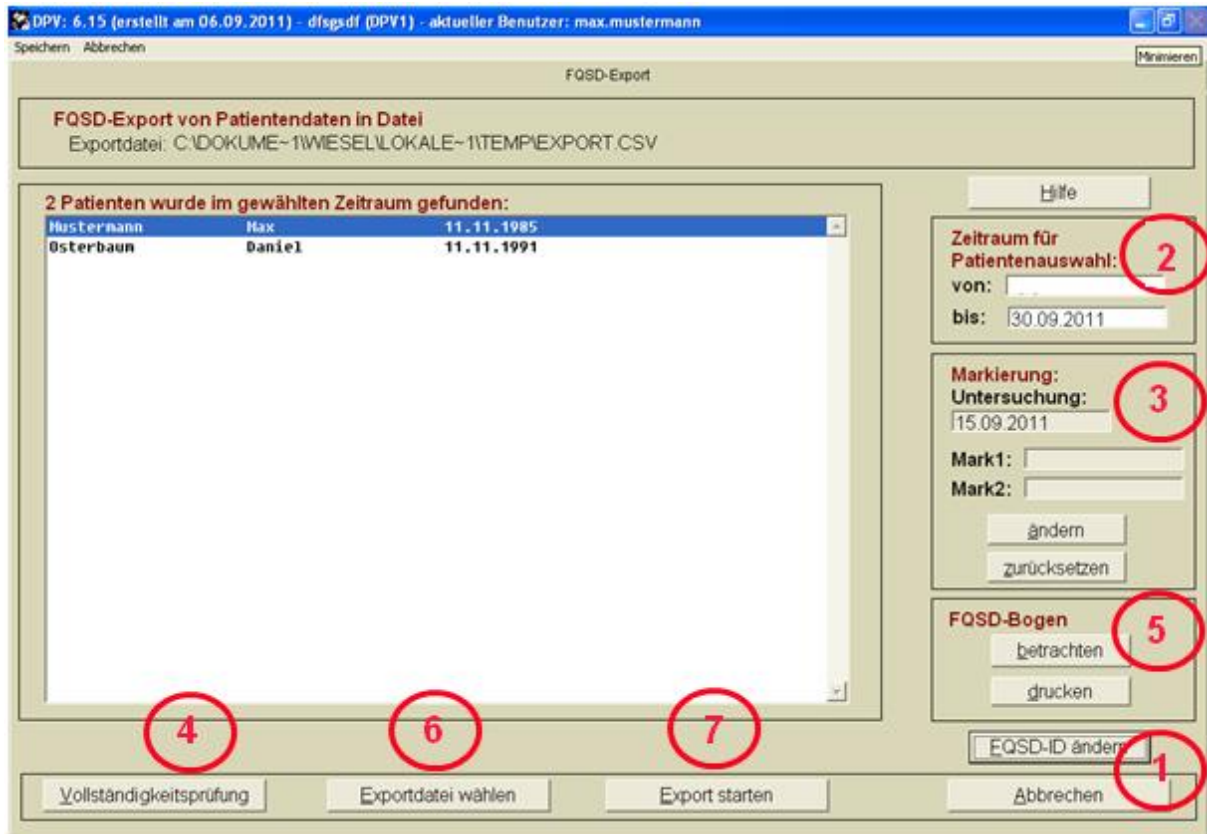 DPV: 6.15 (erstellt am 06.09.2011) - dfsgsdf (DPV1) - aktueller Benutzer: max.mustermann
Speichern Abbrechen
Minimieren
FQSD-Export
FQSD-Export von Patientendaten in Datei
Exportdatei: C:\DOKUME~1\WIESEL\LOKALE~1\TEMP\EXPORT.CSV
2 Patienten wurde im gewählten Zeitraum gefunden:
Mustermann Max 11.11.1985
Osterbaum Daniel 11.11.1991
Hilfe
Zeitraum für
Patientenauswahl:
2
von:
bis: 30.09.2011
Markierung:
Untersuchung:
3
15.09.2011
Mark1:
Mark2:
ändern
zurücksetzen
FQSD-Bogen
5
betrachten
drucken
4
6
7
FQSD-ID ändern
1
Vollständigkeitsprüfung
Exportdatei wählen
Export starten
Abbrechen